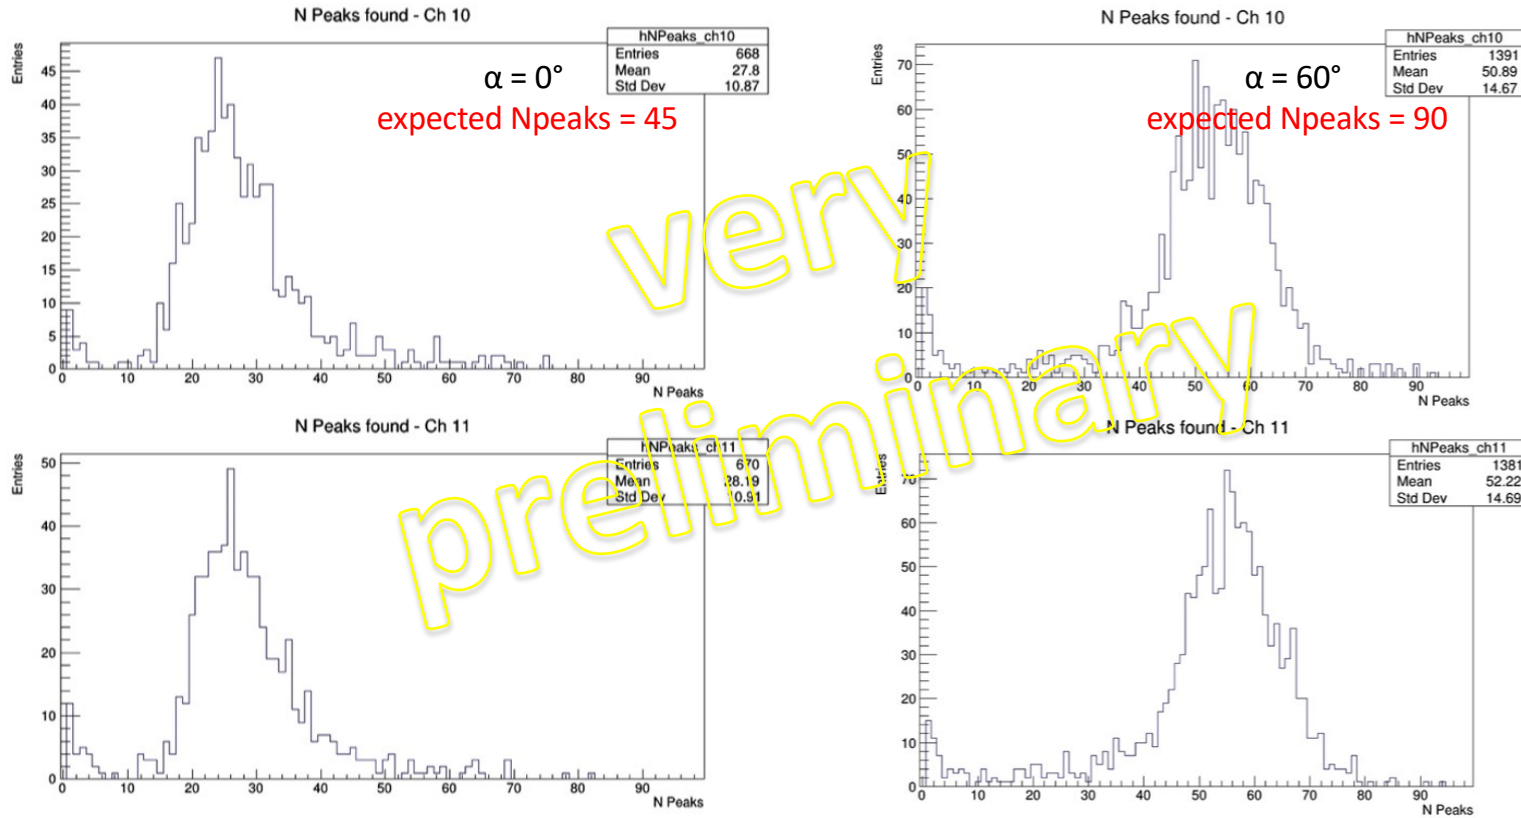 N Peaks found - Ch 10
Entries
hNPeaks_ch10
Entries 668
Mean 27.8
Std Dev 10.87
α = 0°
expected Npeaks = 45
45
40
35
30
25
20
15
10
5
0
0 10 20 30 40 50 60 70 80 90
N Peaks
N Peaks found - Ch 10
Entries
hNPeaks_ch10
Entries 1391
Mean 50.89
Std Dev 14.67
α = 60°
expected Npeaks = 90
70
60
50
40
30
20
10
0
0 10 20 30 40 50 60 70 80 90
N Peaks
very
preliminary
N Peaks found - Ch 11
Entries
hNPeaks_ch11
Entries 670
Mean 28.19
Std Dev 10.91
50
40
30
20
10
0
0 10 20 30 40 50 60 70 80 90
N Peaks
N Peaks found - Ch 11
Entries
hNPeaks_ch11
Entries 1381
Mean 52.22
Std Dev 14.69
70
60
50
40
30
20
10
0
0 10 20 30 40 50 60 70 80 90
N Peaks